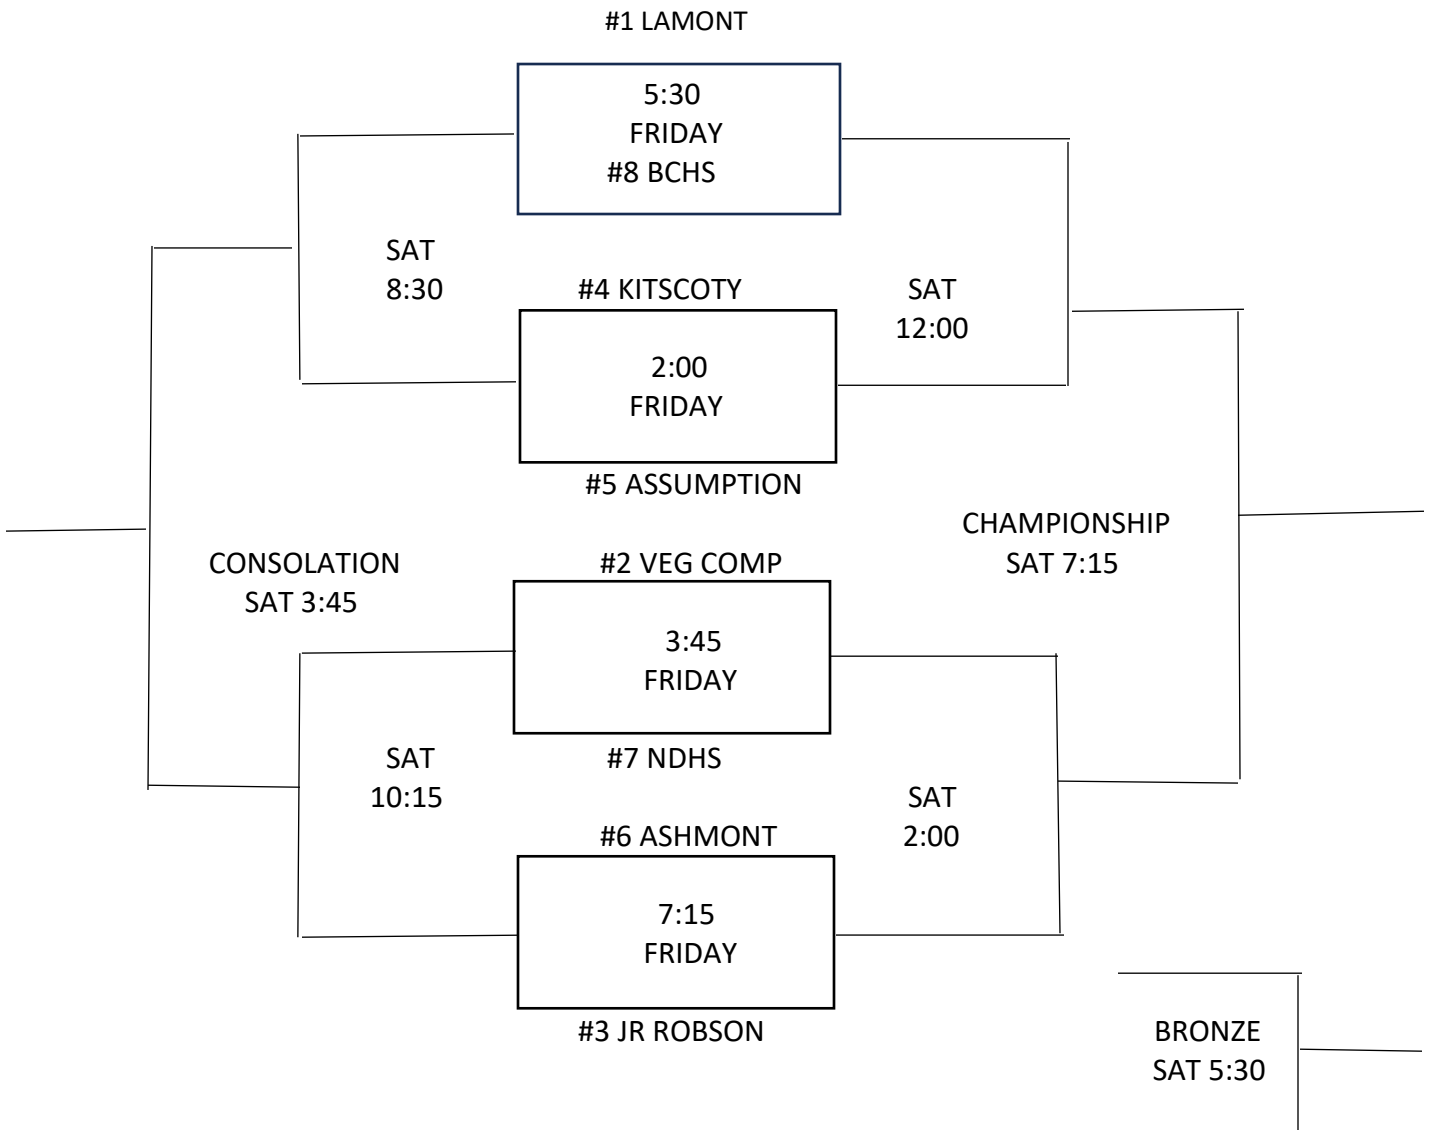 #1 LAMONT
5:30
FRIDAY
#8 BCHS
SAT
8:30
#4 KITSCOTY
SAT
12:00
2:00
FRIDAY
#5 ASSUMPTION
CHAMPIONSHIP
SAT 7:15
CONSOLATION
SAT 3:45
#2 VEG COMP
3:45
FRIDAY
#7 NDHS
SAT
10:15
SAT
2:00
#6 ASHMONT
7:15
FRIDAY
#3 JR ROBSON
BRONZE
SAT 5:30